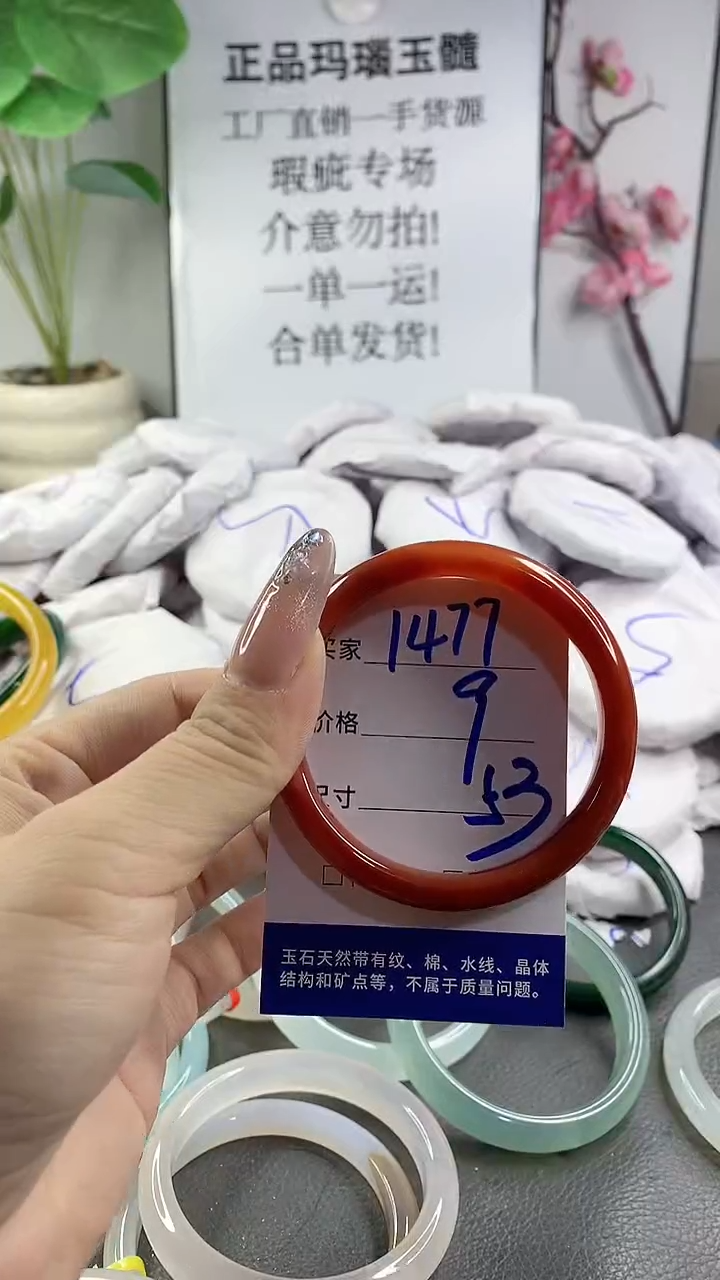 正品玛瑙玉髓
工厂直销一手货源
瑕疵专场
介意勿拍!
一单一运!
合单发货!
卖家 1477
价格 9
尺寸 53
玉石天然带有纹、棉、水线、晶体
结构和矿点等，不属于质量问题。